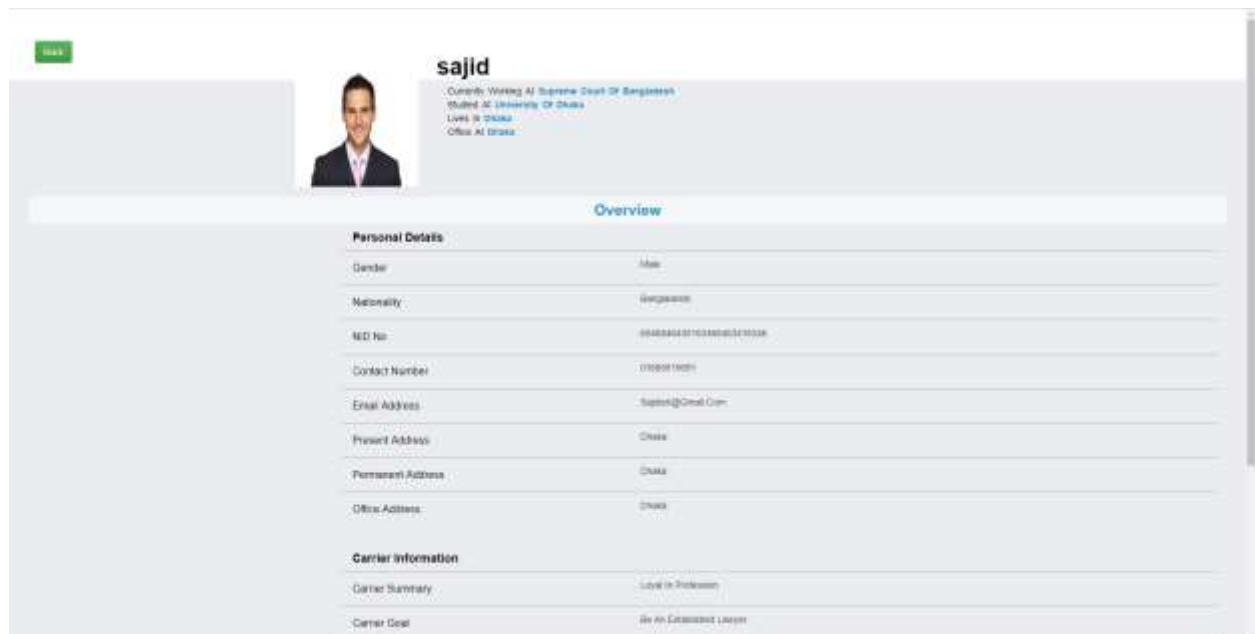 Back
sajid
Currently Working At Supreme Court Of Bangladesh
Student At University Of Dhaka
Lives In Dhaka
Office At Dhaka
Overview
Personal Details
Gender Male
Nationality Bangladeshi
NID No
Contact Number
Email Address
Present Address Dhaka
Permanent Address Dhaka
Office Address Dhaka
Carrier Information
Carrier Summary Loyal In Profession
Carrier Goal Be An Established Lawyer